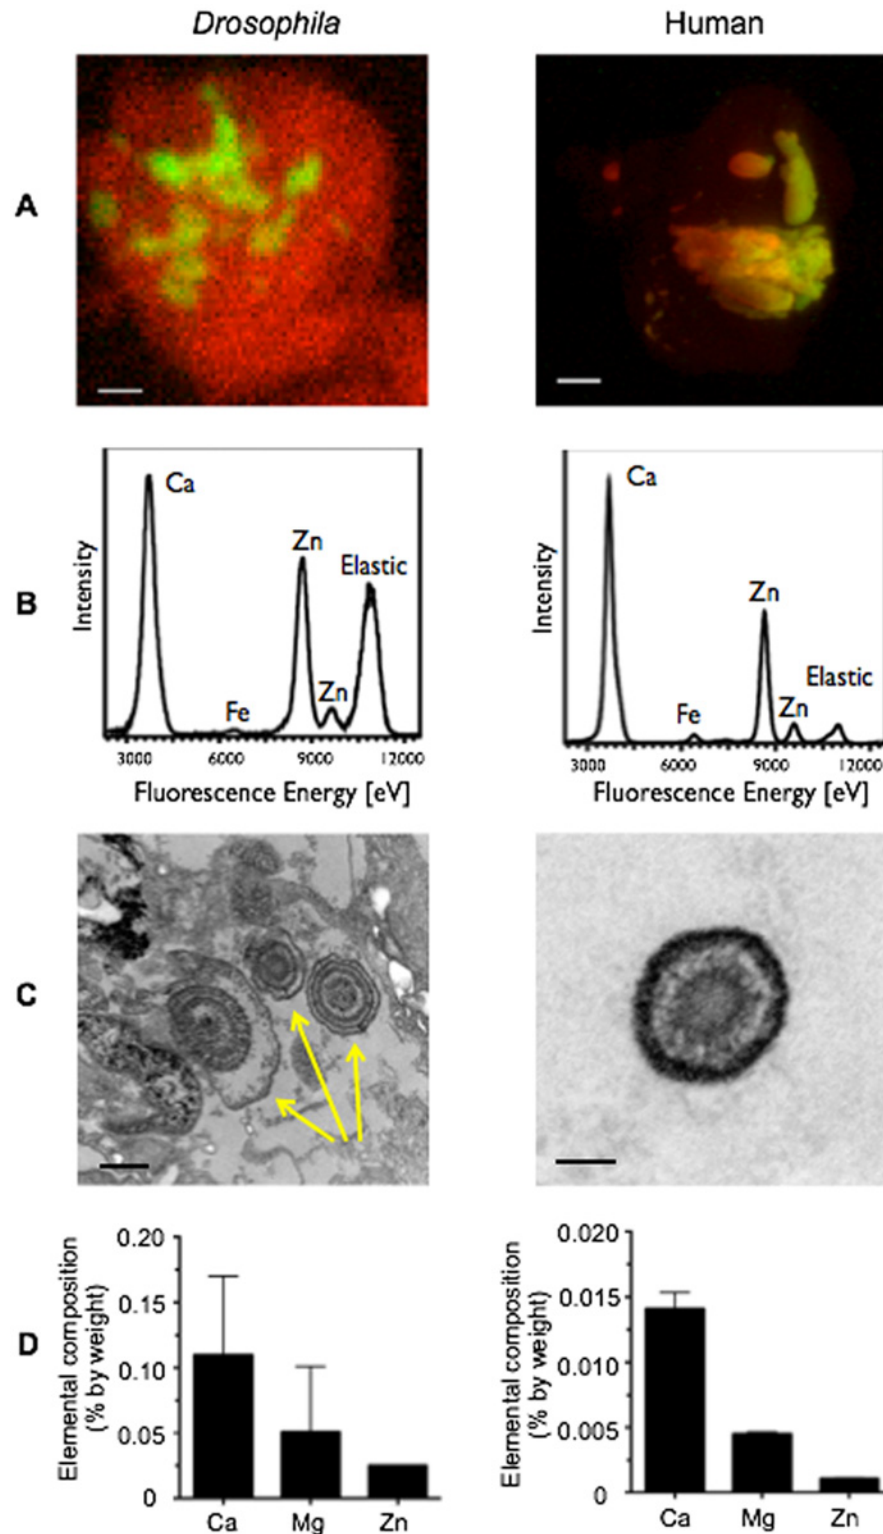 Drosophila Human
A
B
Ca
Zn
Elastic
Fe
Zn
Intensity
3000 6000 9000 12000
Fluorescence Energy [eV]
Ca
Zn
Elastic
Fe
Zn
Intensity
3000 6000 9000 12000
Fluorescence Energy [eV]
C
D
Elemental composition
(% by weight)
0.20
0.15
0.10
0.05
0
Ca Mg Zn
Elemental composition
(% by weight)
0.020
0.015
0.010
0.005
0
Ca Mg Zn